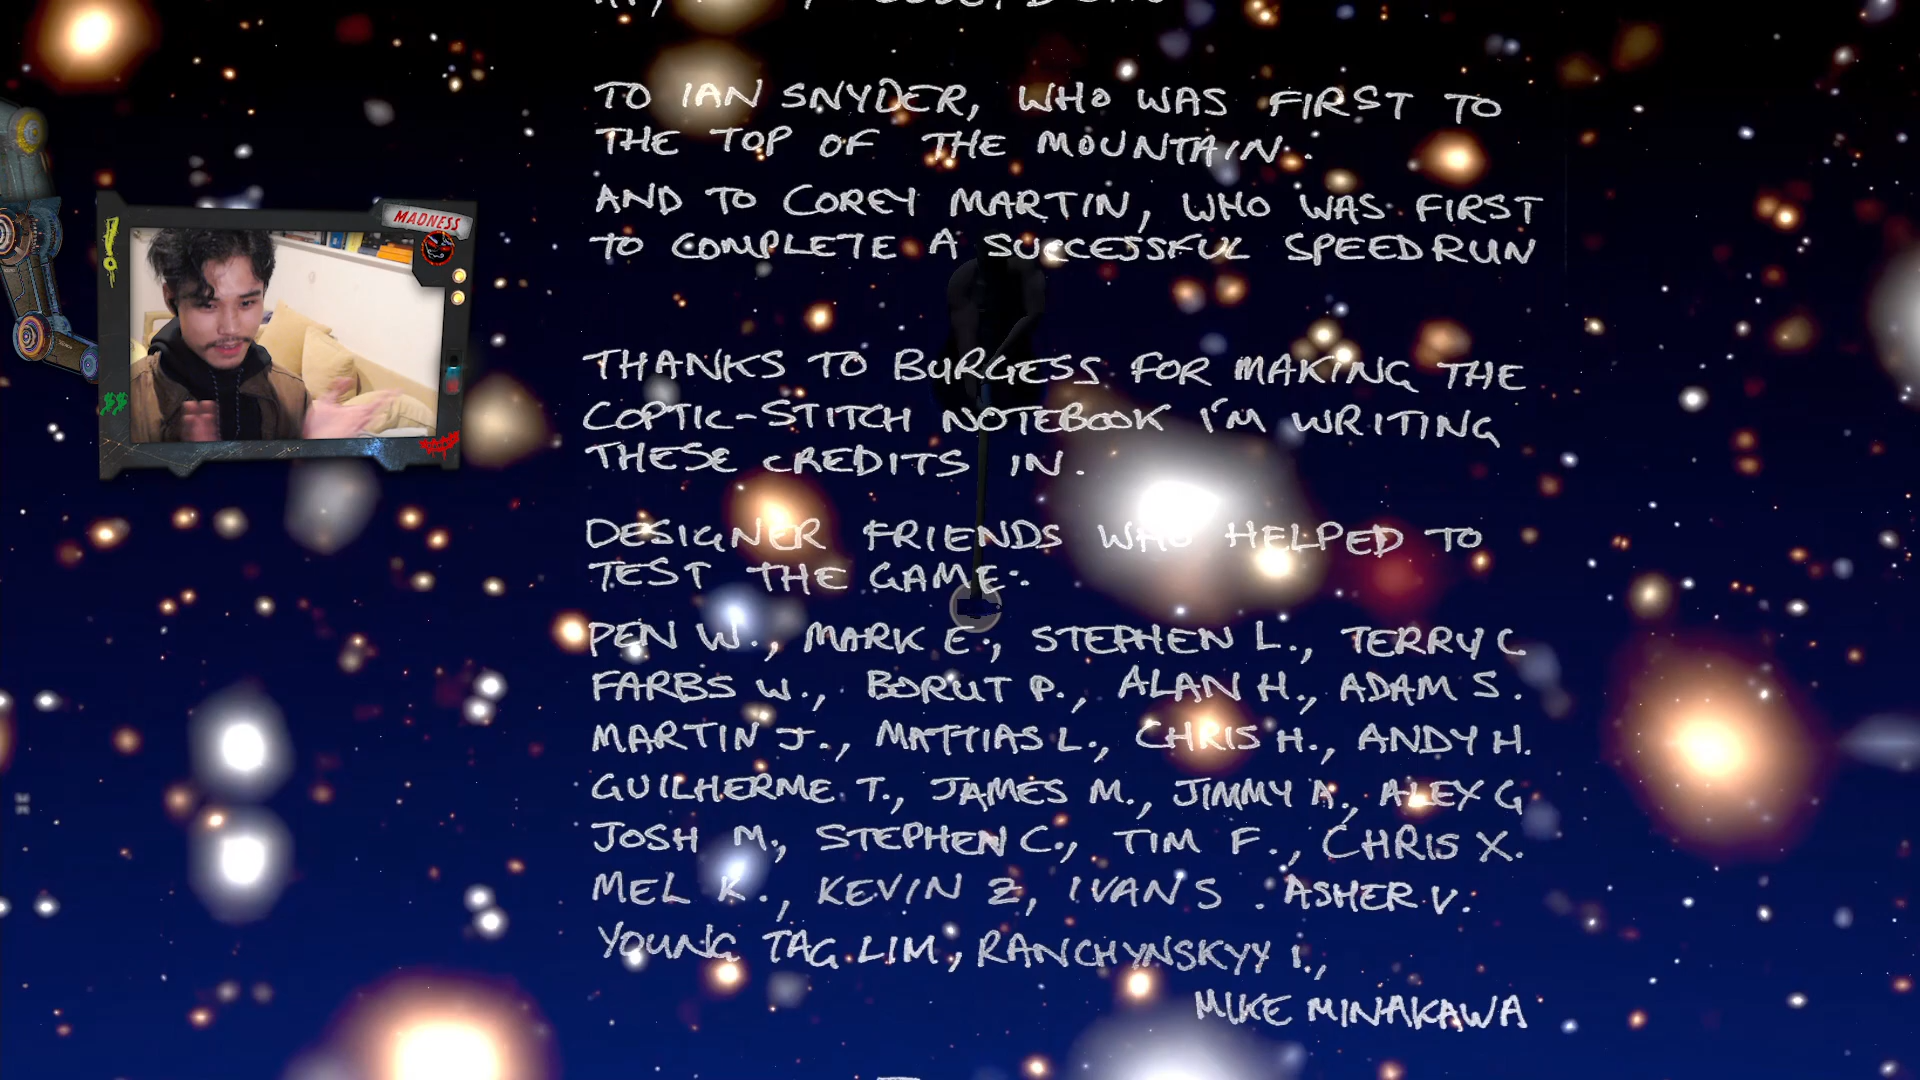 MADNESS
TO IAN SNYDER, WHO WAS FIRST TO
THE TOP OF THE MOUNTAIN.
AND TO COREY MARTIN, WHO WAS FIRST
TO COMPLETE A SUCCESSFUL SPEEDRUN
THANKS TO BURGESS FOR MAKING THE
COPTIC-STITCH NOTEBOOK I'M WRITING
THESE CREDITS IN.
DESIGNER FRIENDS WHO HELPED TO
TEST THE GAME:
PEN W., MARK E., STEPHEN L., TERRY C
FARBS W., BORUT P., ALAN H., ADAM S.
MARTIN J., MATTIAS L., CHRIS H., ANDY H.
GUILHERME T., JAMES M., JIMMY A., ALEX G
JOSH M., STEPHEN C., TIM F., CHRIS X.
MEL K., KEVIN Z, IVAN S. ASHER V.
YOUNG TAG LIM, RANCHYNSKYY I.,
MIKE MINAKAWA